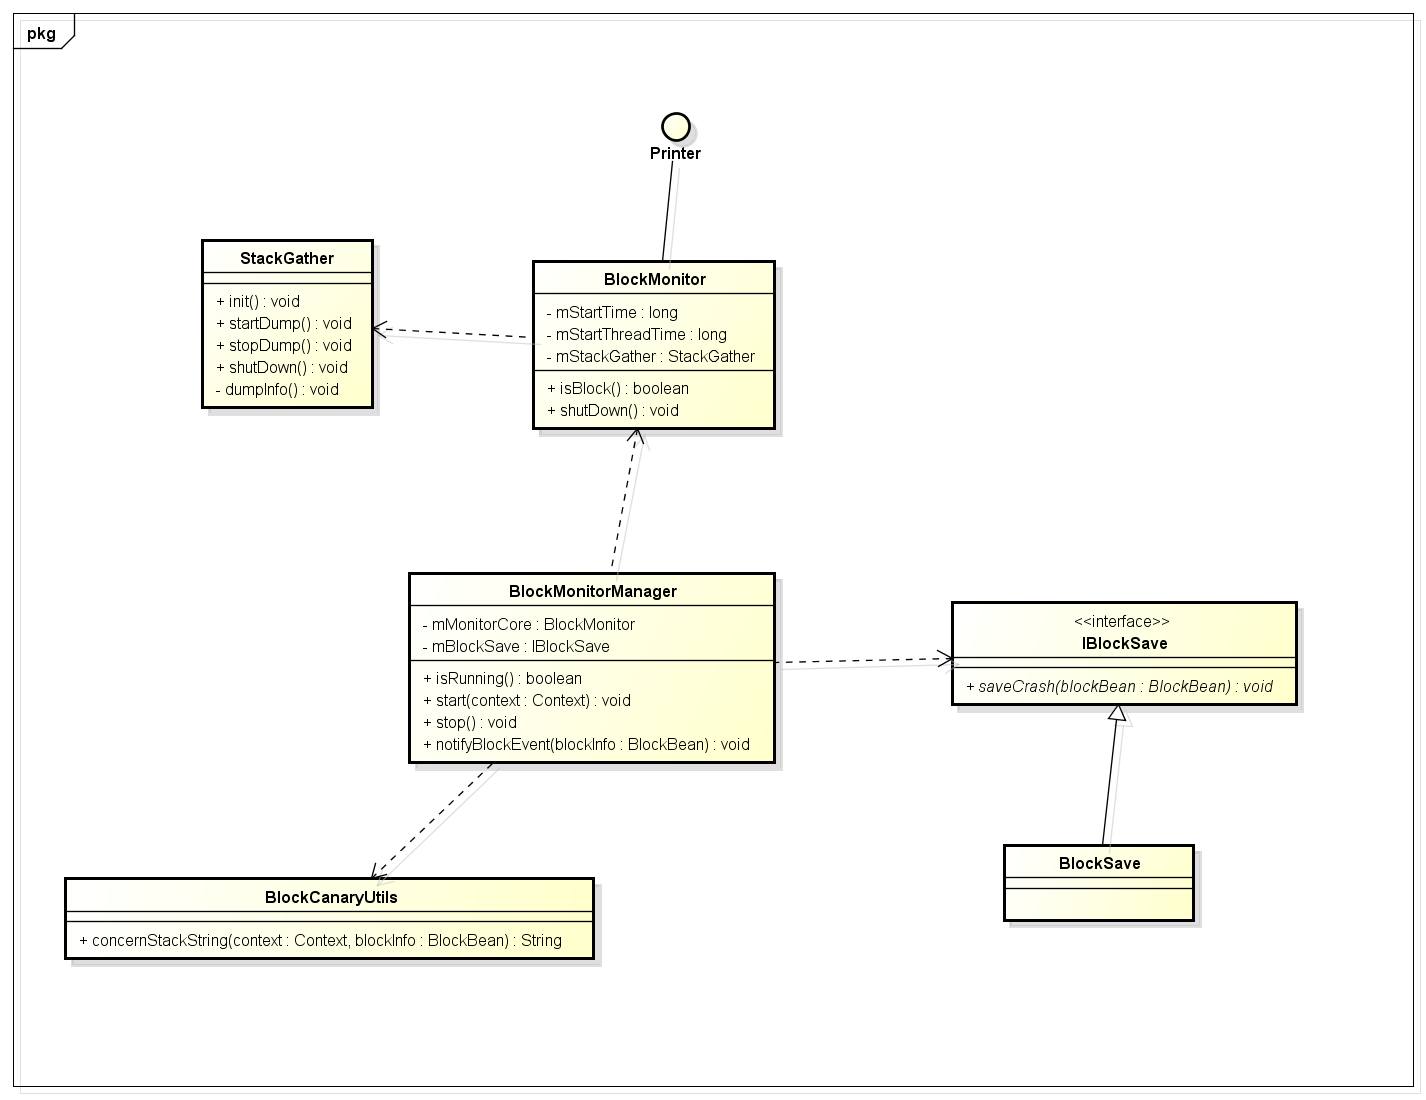 pkg
Printer
StackGather
+ init() : void
+ startDump() : void
+ stopDump() : void
+ shutDown() : void
- dumpInfo() : void
BlockMonitor
- mStartTime : long
- mStartThreadTime : long
- mStackGather : StackGather
+ isBlock() : boolean
+ shutDown() : void
BlockMonitorManager
- mMonitorCore : BlockMonitor
- mBlockSave : IBlockSave
+ isRunning() : boolean
+ start(context : Context) : void
+ stop() : void
+ notifyBlockEvent(blockInfo : BlockBean) : void
<<interface>>
IBlockSave
+ saveCrash(blockBean : BlockBean) : void
BlockSave
BlockCanaryUtils
+ concernStackString(context : Context, blockInfo : BlockBean) : String